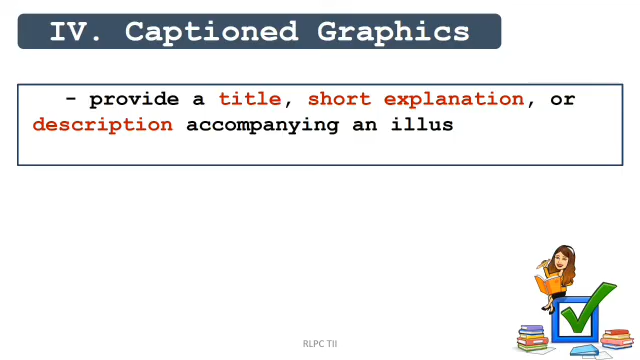 IV. Captioned Graphics
- provide a title, short explanation, or
description accompanying an illus
RLPC TII